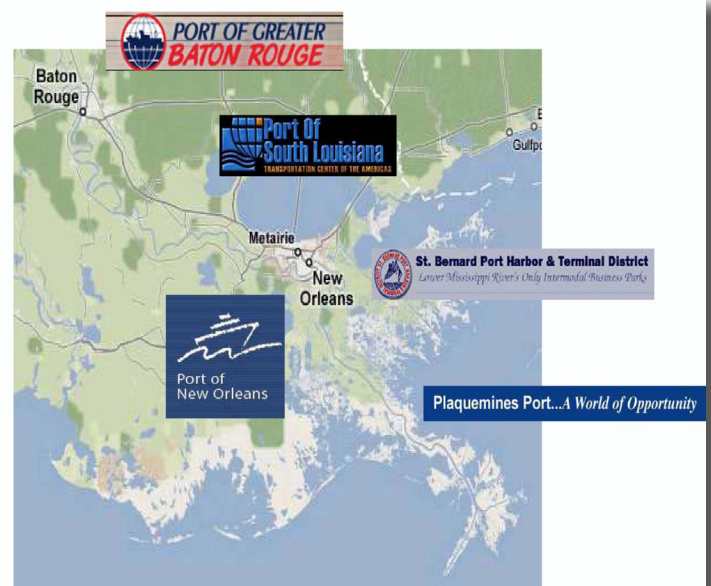 PORT OF GREATER
BATON ROUGE
Baton
Rouge
Port Of
South Louisiana
TRANSPORTATION CENTER OF THE AMERICAS
Gulfpo
Metairie
New
Orleans
St. Bernard Port Harbor & Terminal District
Lower Mississippi River's Only Intermodal Business Parks
Port of
New Orleans
Plaquemines Port...A World of Opportunity